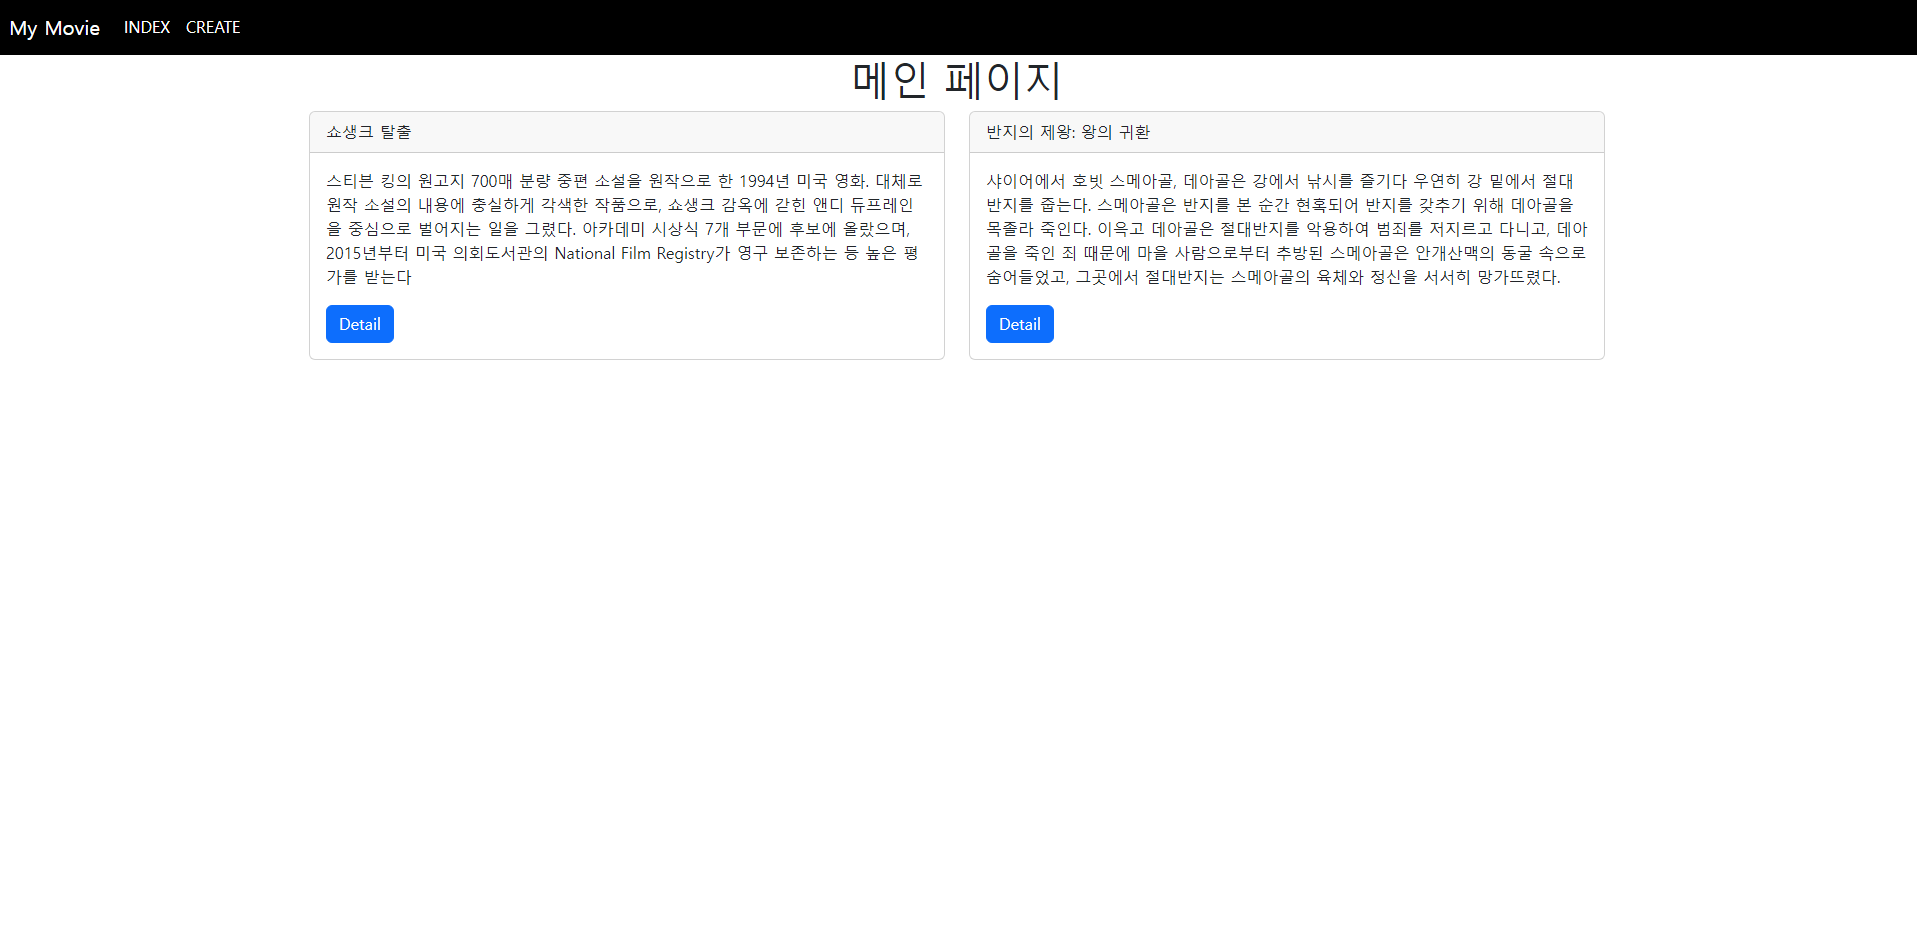 My Movie INDEX CREATE
메인 페이지
쇼생크 탈출
스티븐 킹의 원고지 700매 분량 중편 소설을 원작으로 한 1994년 미국 영화. 대체로
원작 소설의 내용에 충실하게 각색한 작품으로, 쇼생크 감옥에 갇힌 앤디 듀프레인
을 중심으로 벌어지는 일을 그렸다. 아카데미 시상식 7개 부문에 후보에 올랐으며,
2015년부터 미국 의회도서관의 National Film Registry가 영구 보존하는 등 높은 평
가를 받는다
Detail
반지의 제왕: 왕의 귀환
샤이어에서 호빗 스메아골, 데아골은 강에서 낚시를 즐기다 우연히 강 밑에서 절대
반지를 줍는다. 스메아골은 반지를 본 순간 현혹되어 반지를 갖추기 위해 데아골을
목졸라 죽인다. 이윽고 데아골은 절대반지를 악용하여 범죄를 저지르고 다니고, 데아
골을 죽인 죄 때문에 마을 사람으로부터 추방된 스메아골은 안개산맥의 동굴 속으로
숨어들었고, 그곳에서 절대반지는 스메아골의 육체와 정신을 서서히 망가뜨렸다.
Detail